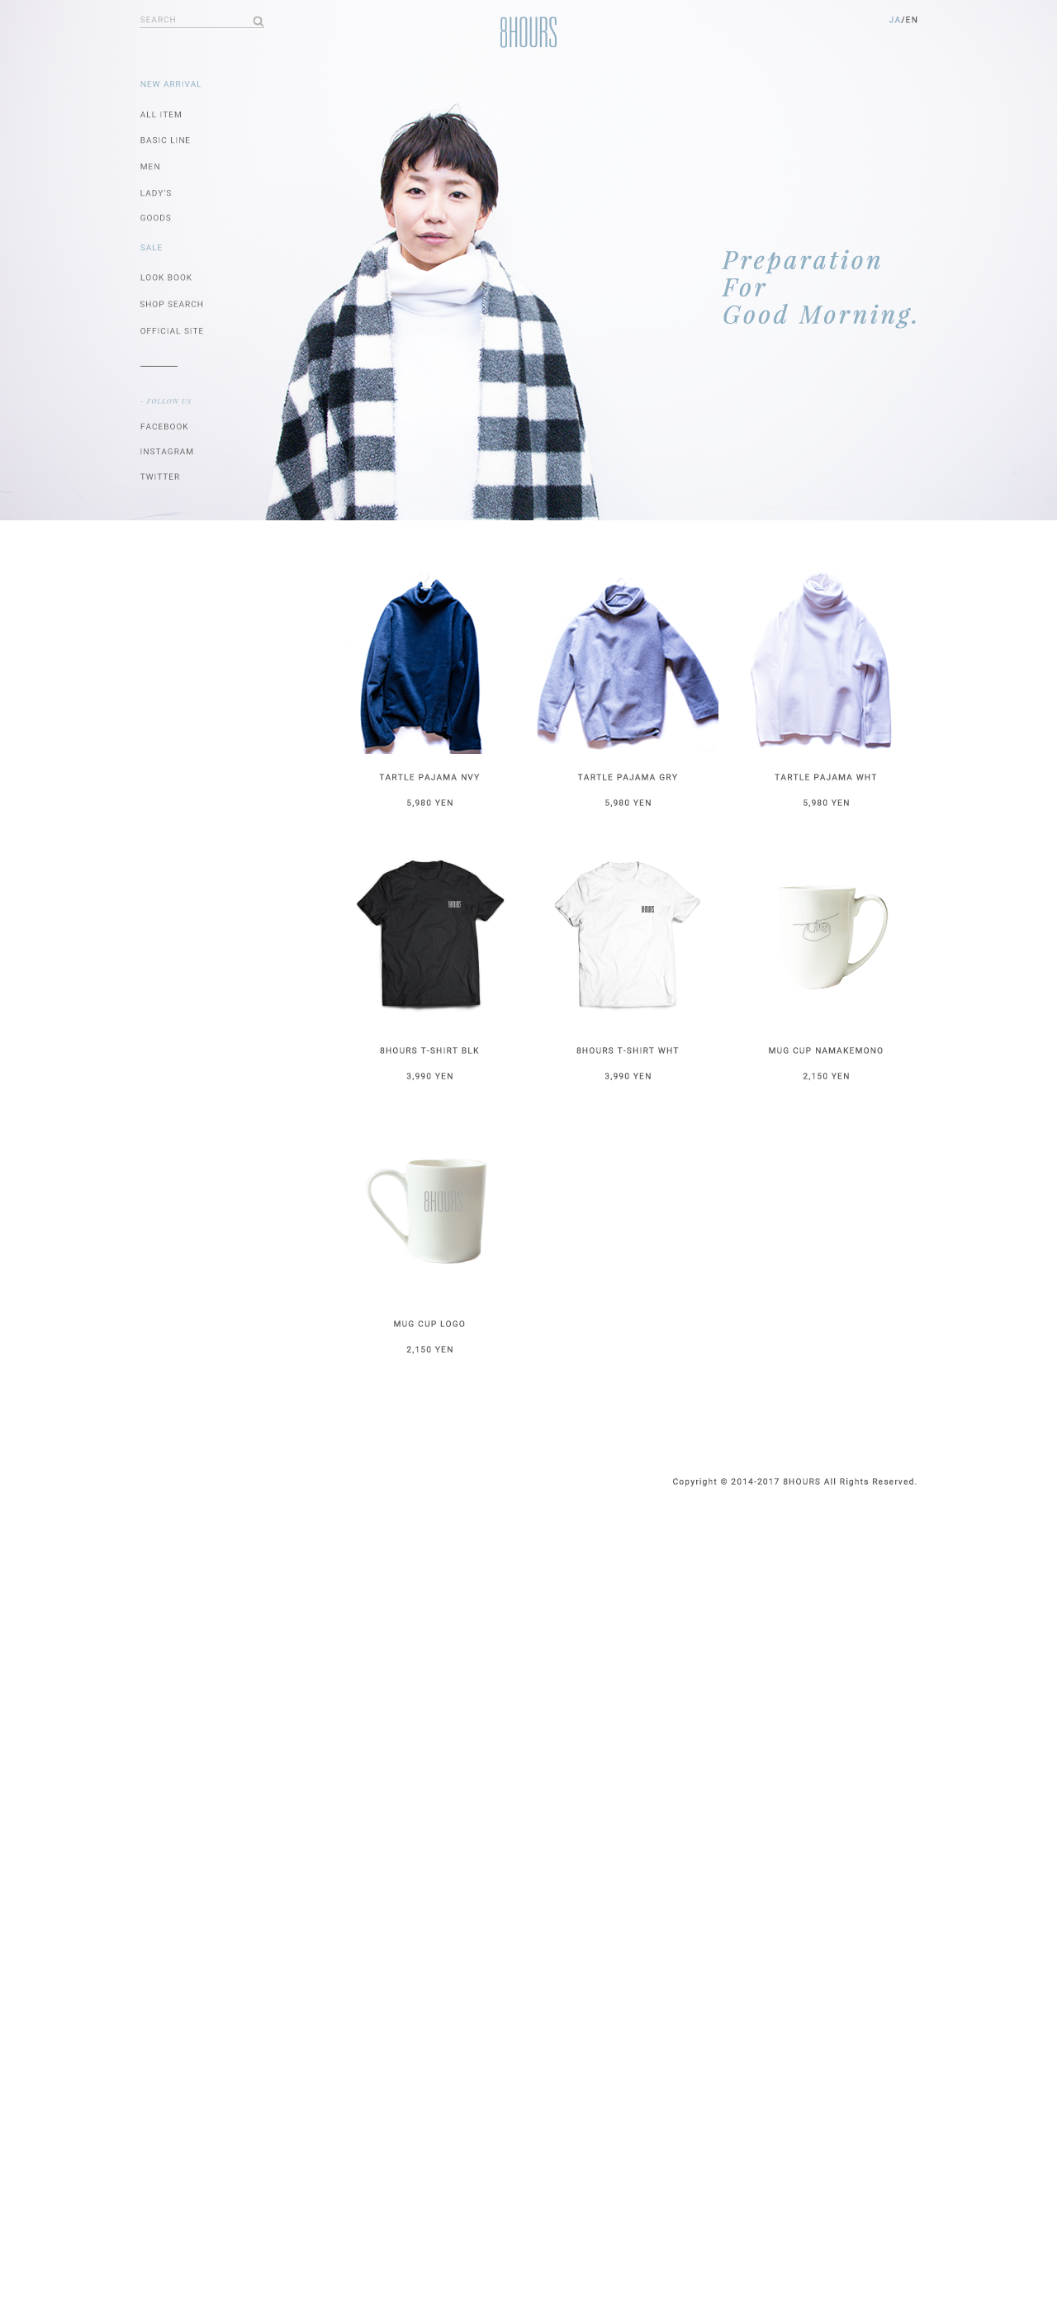 SEARCH
8HOURS
JA/EN
NEW ARRIVAL
ALL ITEM
BASIC LINE
MEN
LADY'S
GOODS
SALE
LOOK BOOK
SHOP SEARCH
OFFICIAL SITE
- FOLLOW US
FACEBOOK
INSTAGRAM
TWITTER
Preparation
For
Good Morning.
TARTLE PAJAMA NVY
5,980 YEN
TARTLE PAJAMA GRY
5,980 YEN
TARTLE PAJAMA WHT
5,980 YEN
8HOURS
8HOURS T-SHIRT BLK
3,990 YEN
8HOURS
8HOURS T-SHIRT WHT
3,990 YEN
MUG CUP NAMAKEMONO
2,150 YEN
8HOURS
MUG CUP LOGO
2,150 YEN
Copyright © 2014-2017 8HOURS All Rights Reserved.